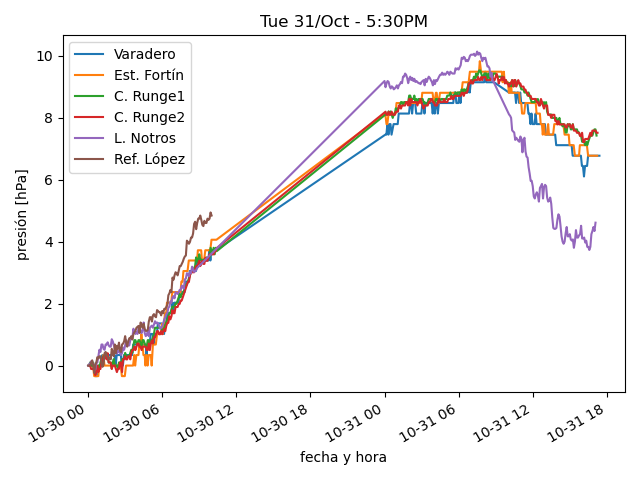 Tue 31/Oct - 5:30PM
presión [hPa]
10
8
6
4
2
0
Varadero
Est. Fortín
C. Runge1
C. Runge2
L. Notros
Ref. López
10-30 00
10-30 06
10-30 12
10-30 18
10-31 00
10-31 06
10-31 12
10-31 18
fecha y hora